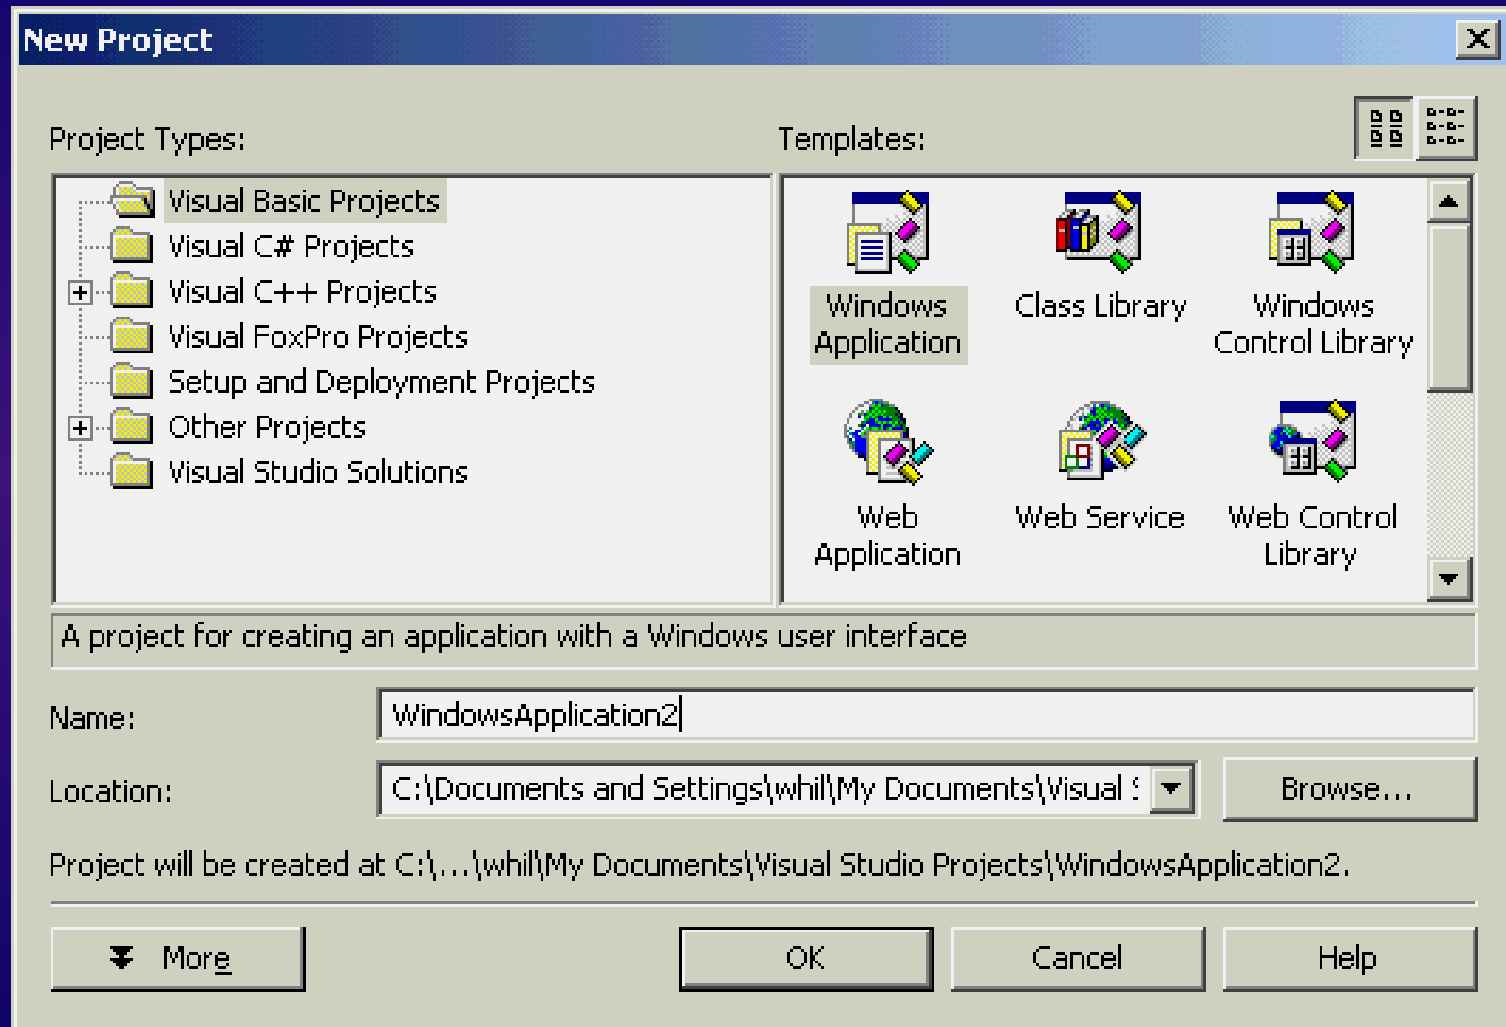 New Project
Project Types:
Templates:
Visual Basic Projects
Visual C# Projects
Visual C++ Projects
Visual FoxPro Projects
Setup and Deployment Projects
Other Projects
Visual Studio Solutions
Windows
Application
Class Library
Windows
Control Library
Web
Application
Web Service
Web Control
Library
A project for creating an application with a Windows user interface
Name:
WindowsApplication2
Location:
C:\Documents and Settings\whil\My Documents\Visual S
Browse...
Project will be created at C:\...\whil\My Documents\Visual Studio Projects\WindowsApplication2.
More
OK
Cancel
Help